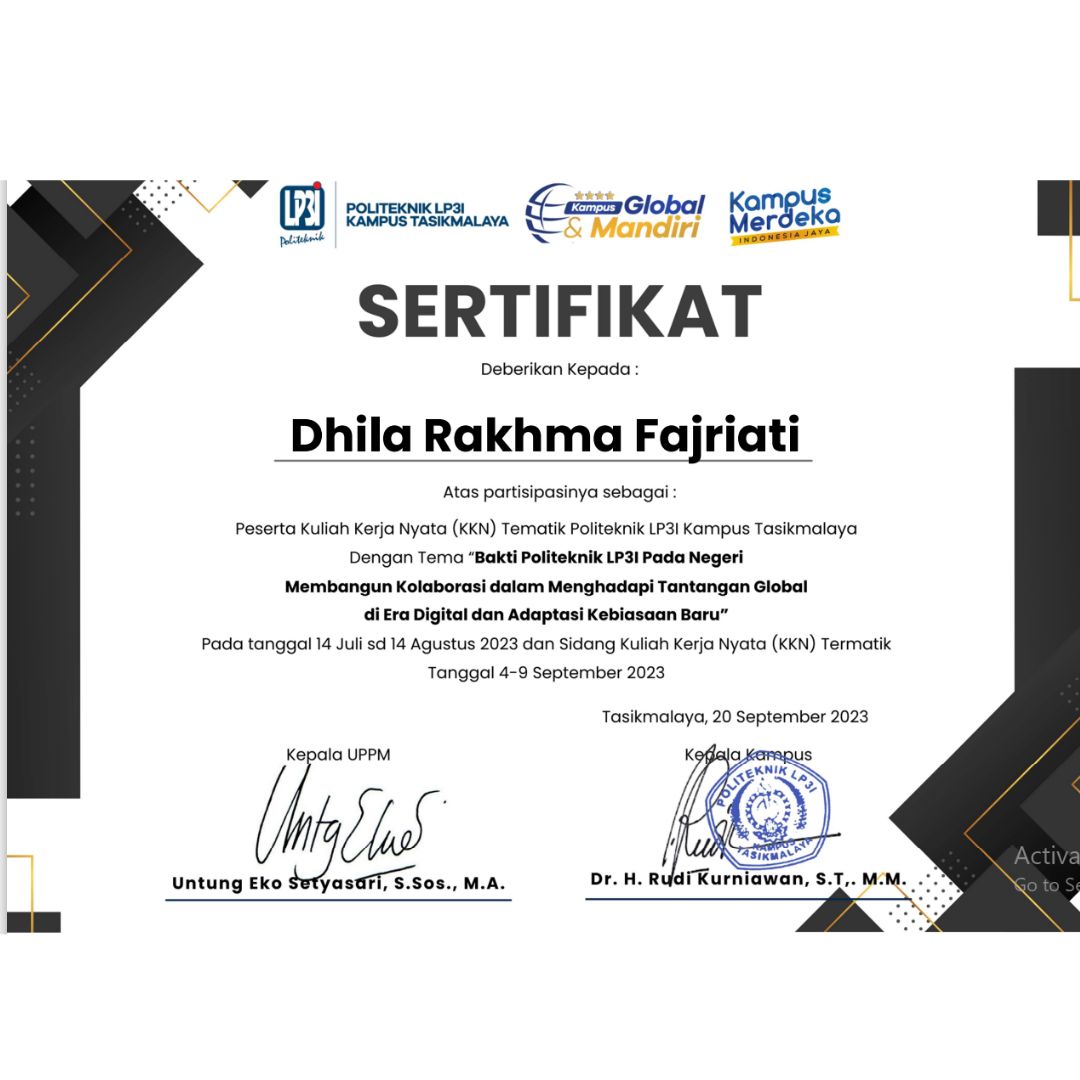 LP3I
Politeknik
POLITEKNIK LP3I
KAMPUS TASIKMALAYA
Kampus Global
& Mandiri
Kampus
Merdeka
INDONESIA JAYA
SERTIFIKAT
Deberikan Kepada :
Dhila Rakhma Fajriati
Atas partisipasinya sebagai :
Peserta Kuliah Kerja Nyata (KKN) Tematik Politeknik LP3I Kampus Tasikmalaya
Dengan Tema “Bakti Politeknik LP3I Pada Negeri
Membangun Kolaborasi dalam Menghadapi Tantangan Global
di Era Digital dan Adaptasi Kebiasaan Baru”
Pada tanggal 14 Juli sd 14 Agustus 2023 dan Sidang Kuliah Kerja Nyata (KKN) Termatik
Tanggal 4-9 September 2023
Tasikmalaya, 20 September 2023
Kepala UPPM
Kepala Kampus
POLITEKNIK LP3I
KAMPUS
TASIKMALAYA
Untung Eko Setyasari, S.Sos., M.A.
Dr. H. Rudi Kurniawan, S.T,. M.M.
Activa
Go to Se